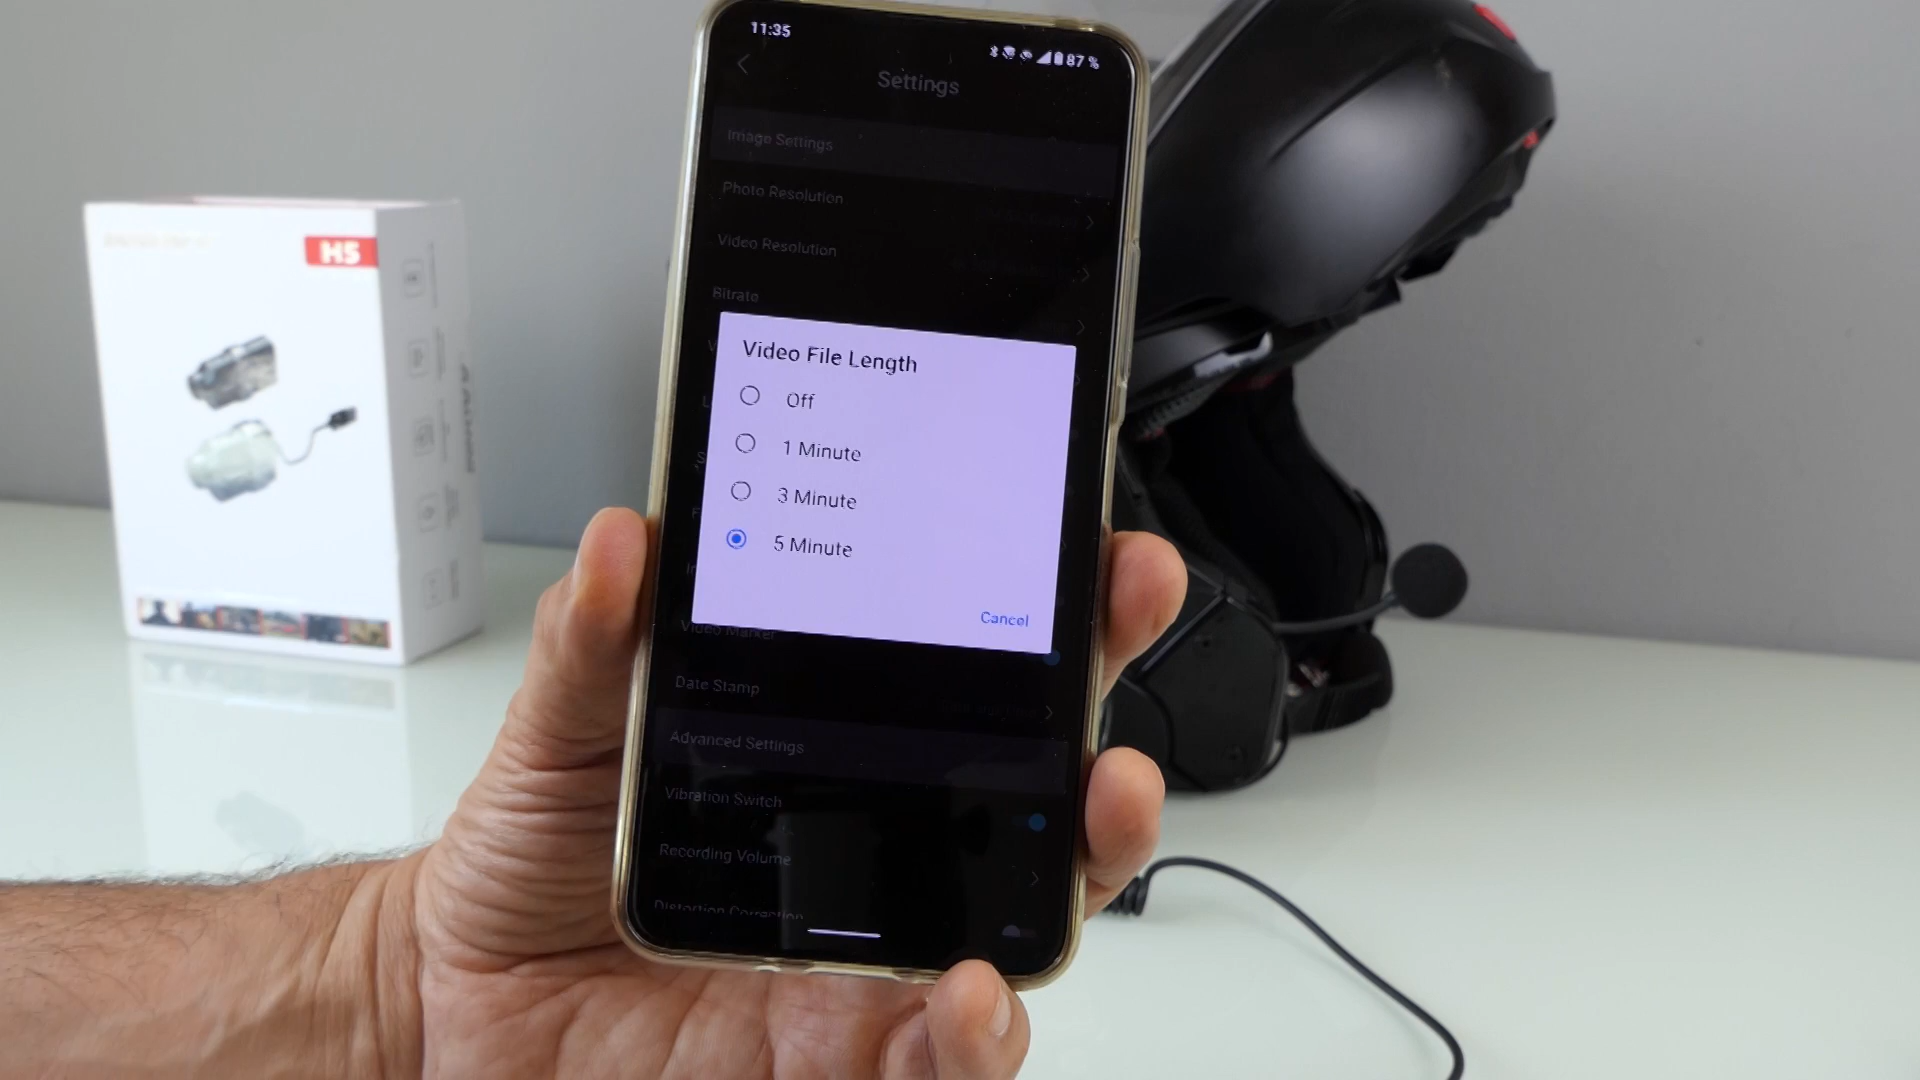 11:35
87 %
Settings
Image Settings
Photo Resolution
Video Resolution
Bitrate
Video File Length
Off
1 Minute
3 Minute
5 Minute
Cancel
Video Marker
Date Stamp
Advanced Settings
Vibration Switch
Recording Volume
Distortion Correction
H5